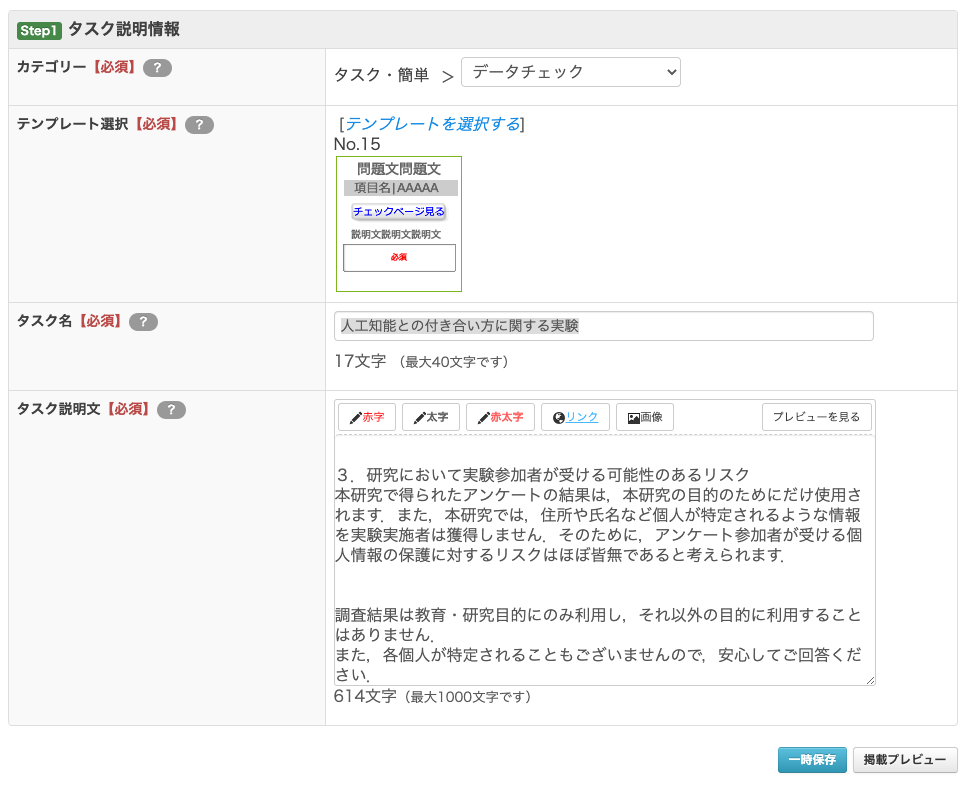 Step1 タスク説明情報
カテゴリー【必須】 ?
タスク・簡単 ＞ データチェック
テンプレート選択【必須】 ?
[テンプレートを選択する]
No.15
問題文問題文
項目名|AAAAA
チェックページ見る
説明文説明文説明文
必須
タスク名【必須】 ?
人工知能との付き合い方に関する実験
17文字 （最大40文字です）
タスク説明文【必須】 ?
赤字 太字 赤太字 リンク 画像 プレビューを見る
３．研究において実験参加者が受ける可能性のあるリスク
本研究で得られたアンケートの結果は，本研究の目的のためにだけ使用さ
れます．また，本研究では，住所や氏名など個人が特定されるような情報
を実験実施者は獲得しません．そのために，アンケート参加者が受ける個
人情報の保護に対するリスクはほぼ皆無であると考えられます．
調査結果は教育・研究目的にのみ利用し，それ以外の目的に利用すること
はありません．
また，各個人が特定されることもございませんので，安心してご回答くだ
さい．
614文字（最大1000文字です）
一時保存 掲載プレビュー